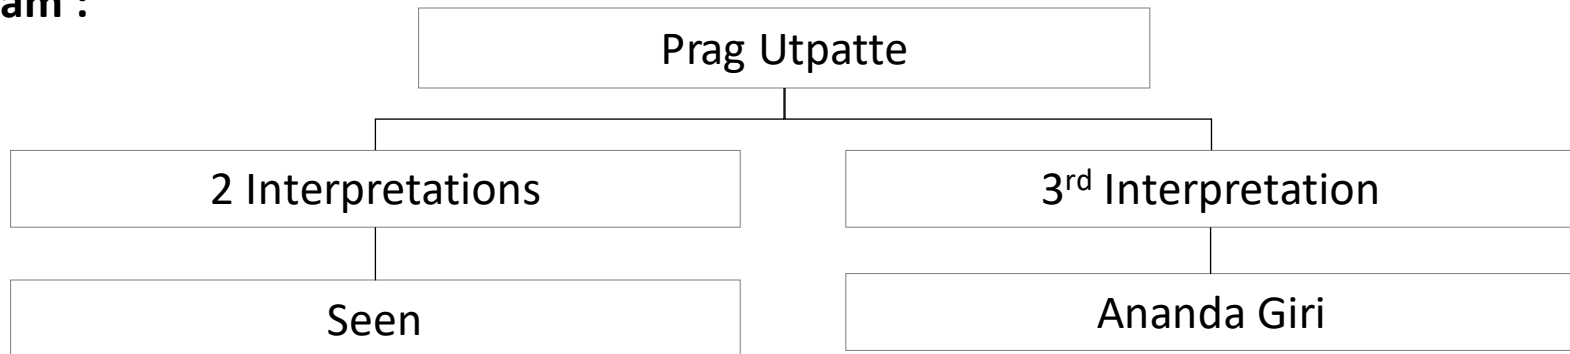 am :
Prag Utpatte
2 Interpretations
3rd Interpretation
Seen
Ananda Giri